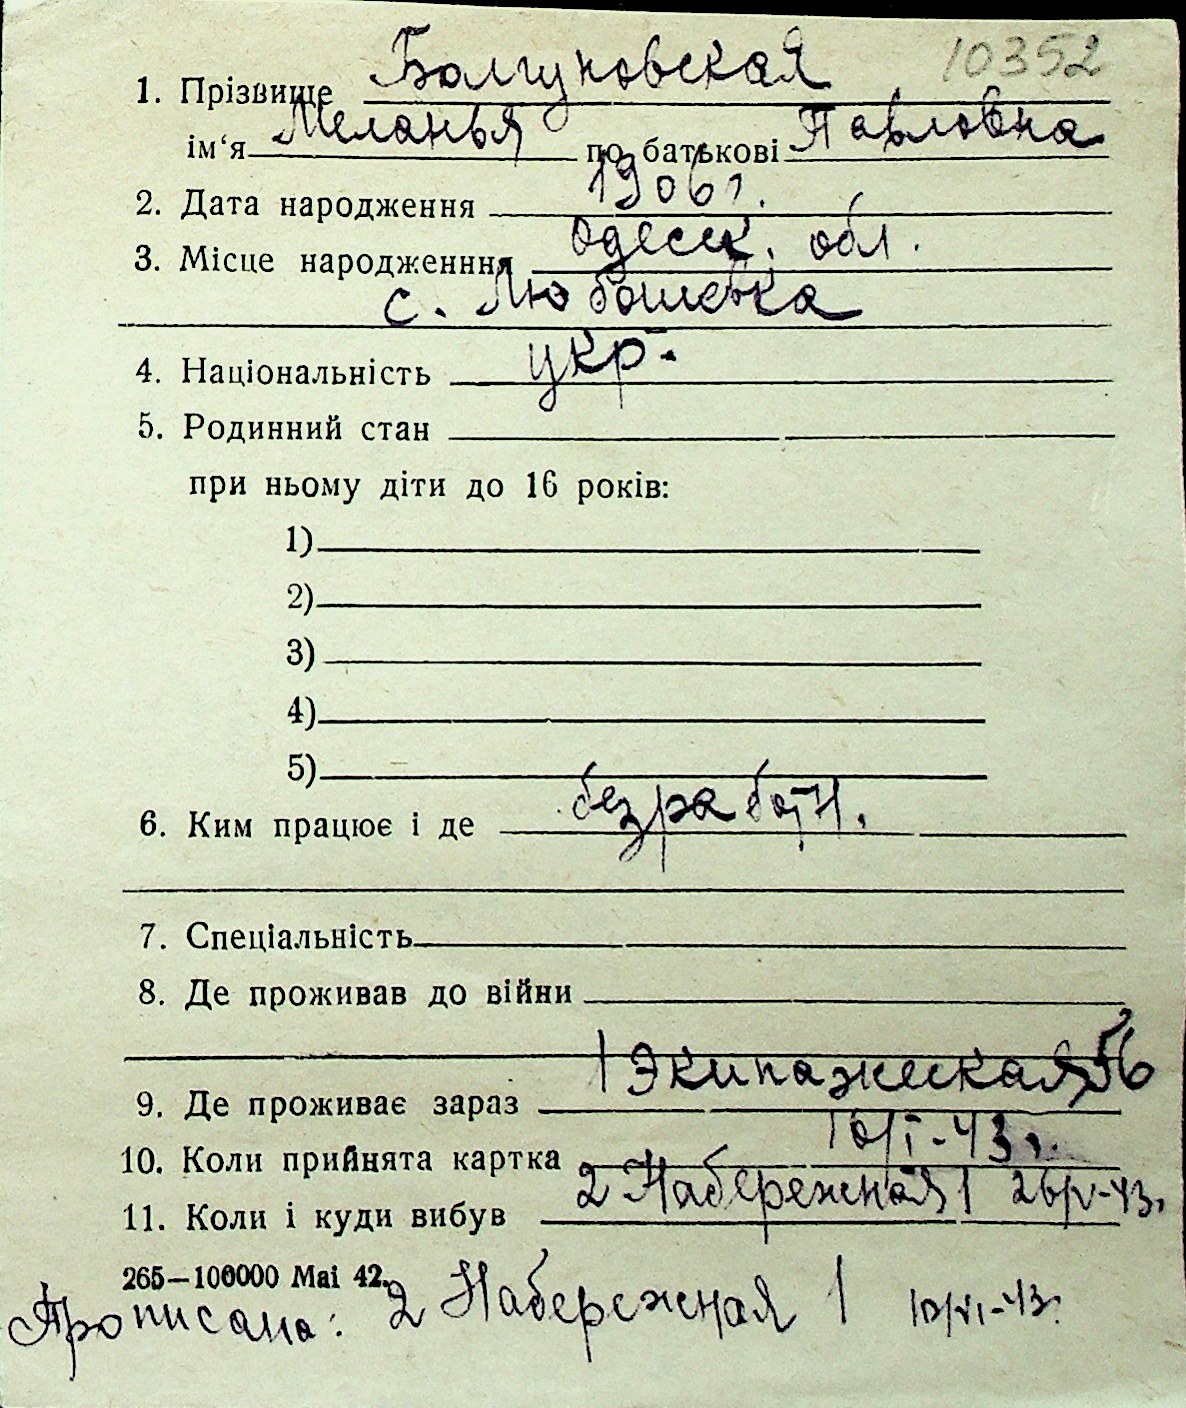 10352
1. Прізвище Болгуновская
ім‘я Меланья по батькові Павловна
2. Дата народження 1906 г.
3. Місце народженння Одесск. обл.
с. Любошевка
4. Національність укр.
5. Родинний стан
при ньому діти до 16 років:
1)
2)
3)
4)
5)
6. Ким працює і де безработн.
7. Спеціальність
8. Де проживав до війни
9. Де проживає зараз 1 Экипажеская 56
10. Коли прийнята картка 10/I-43 г.
11. Коли і куди вибув 2 Набережная 1 26/V-43.
265—100000 Mai 42.
Прописана: 2 Набережная 1 10/VI-43.